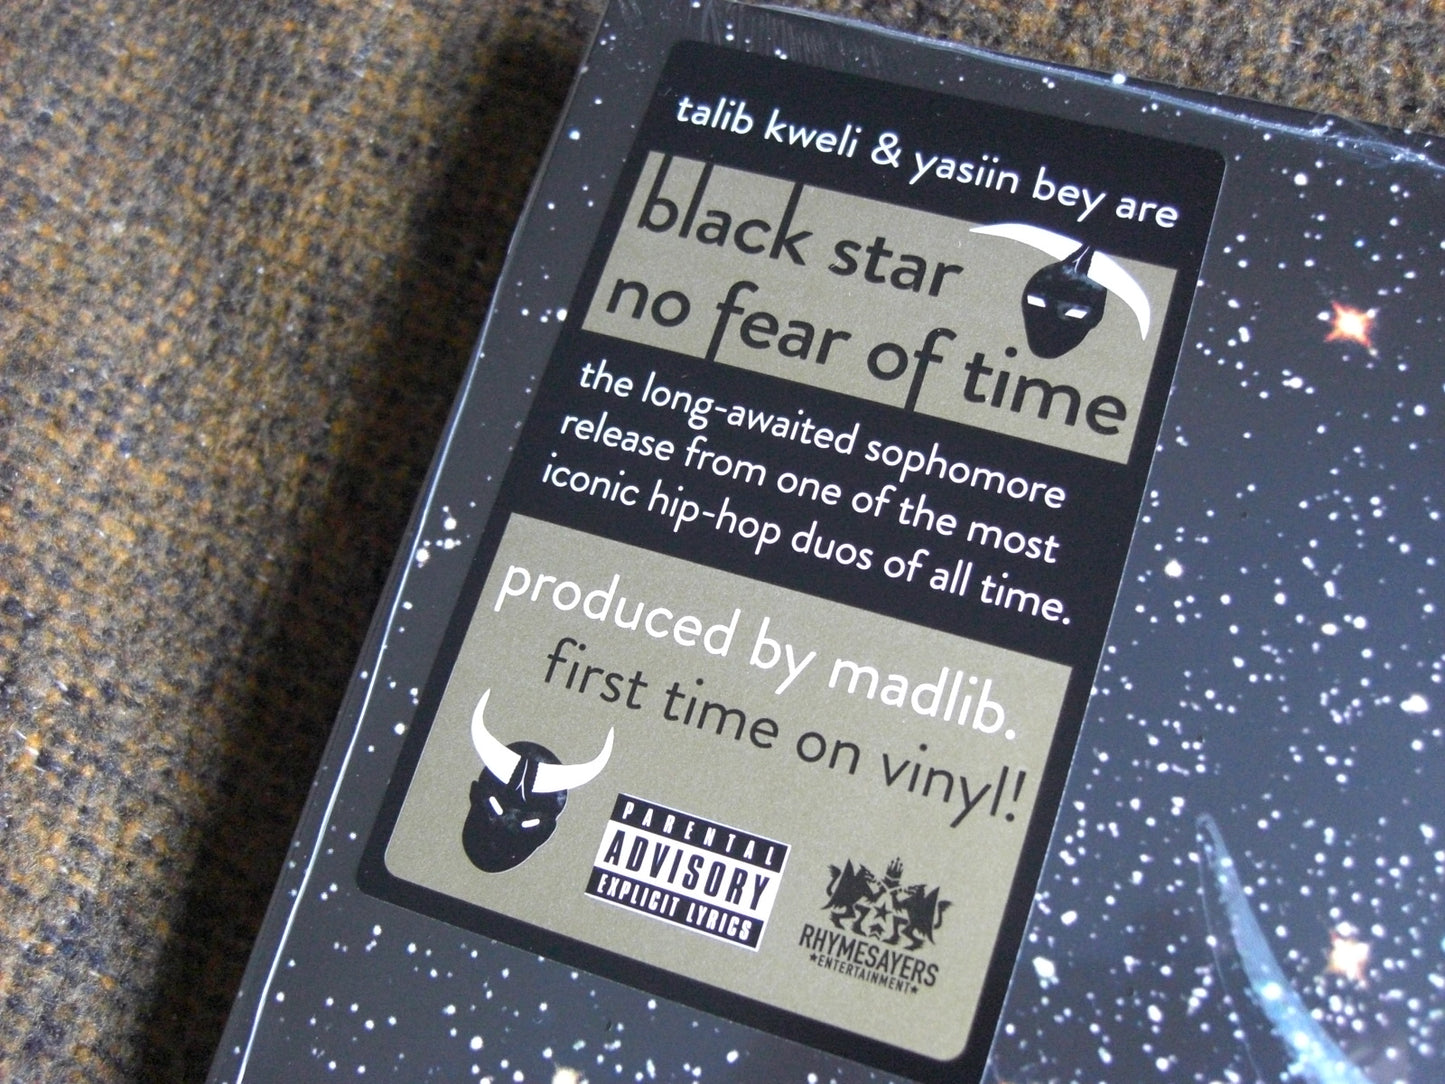 talib kweli & yasiin bey are
black star
no fear of time
the long-awaited sophomore
release from one of the most
iconic hip-hop duos of all time.
produced by madlib.
first time on vinyl!
PARENTAL
ADVISORY
EXPLICIT LYRICS
RHYMESAYERS
★ENTERTAINMENT★